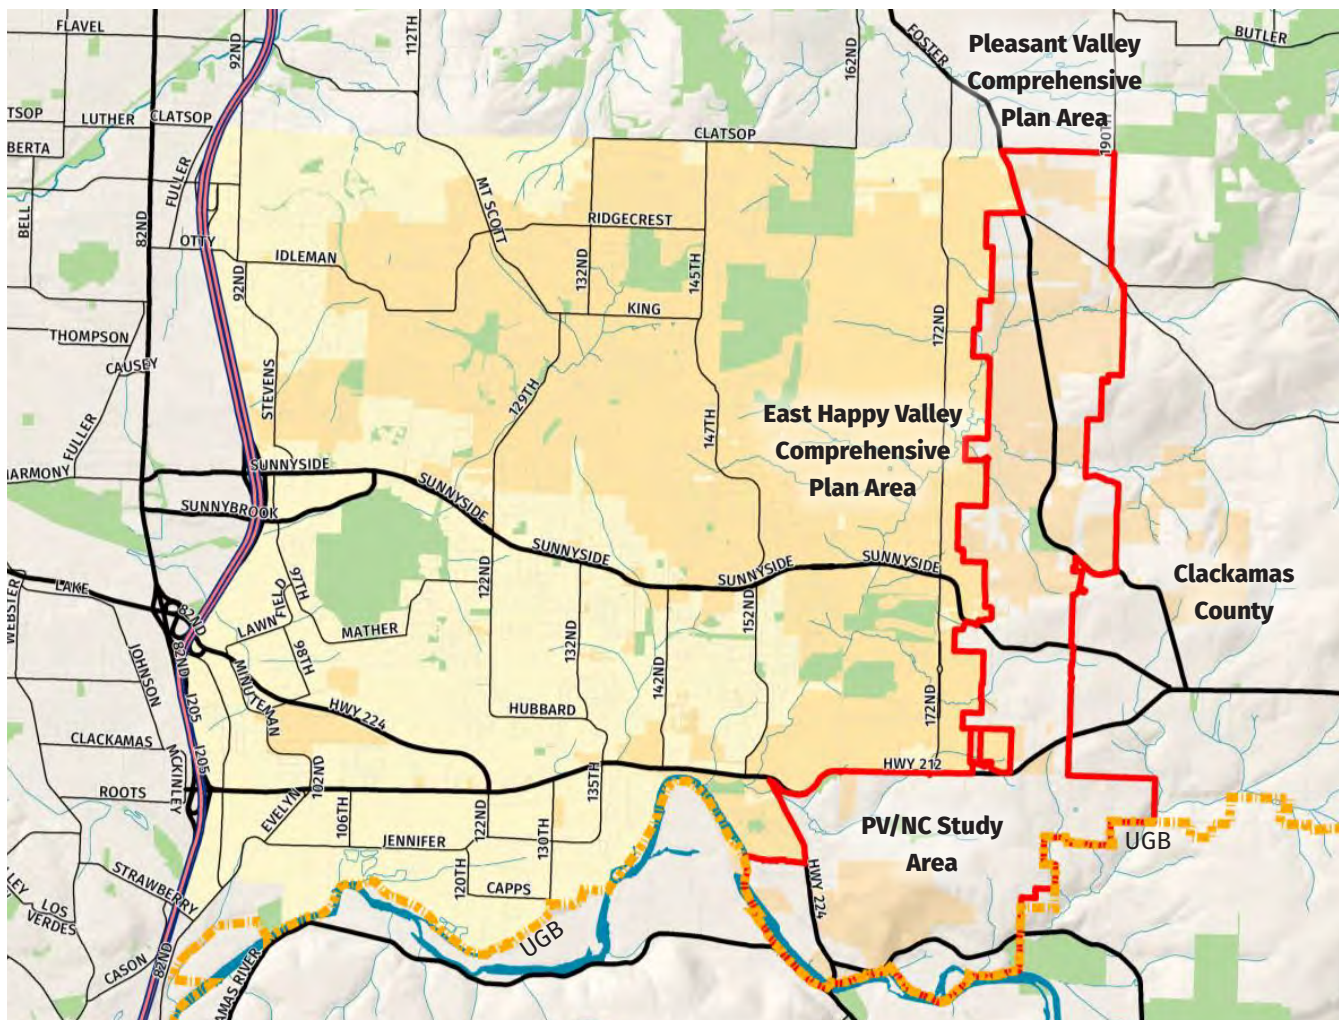 FLAVEL
92ND
112TH
162ND
FOSTER
Pleasant Valley
Comprehensive
Plan Area
BUTLER
TSOP
LUTHER
CLATSOP
CLATSOP
190TH
BERTA
FULLER
MT SCOTT
BELL
82ND
RIDGECREST
OTTY
IDLEMAN
132ND
145TH
92ND
KING
172ND
THOMPSON
CAUSEY
STEVENS
129TH
147TH
East Happy Valley
Comprehensive
Plan Area
FULLER
HARMONY
SUNNYSIDE
SUNNYSIDE
SUNNYBROOK
SUNNYSIDE
SUNNYSIDE
SUNNYSIDE
122ND
97TH
Clackamas
County
LAKE
WEBSTER
82ND
FIELD
LAWN
MATHER
152ND
132ND
98TH
142ND
82ND
JOHNSON
MINUTEMAN
HWY 224
HUBBARD
172ND
I205
CLACKAMAS
I205
MCKINLEY
102ND
135TH
HWY 212
ROOTS
EVELYN
106TH
122ND
130TH
PV/NC Study
Area
JENNIFER
UGB
120TH
CAPPS
STRAWBERRY
HWY 224
LEY
LOS
VERDES
UGB
CASON
82ND
AMAS RIVER